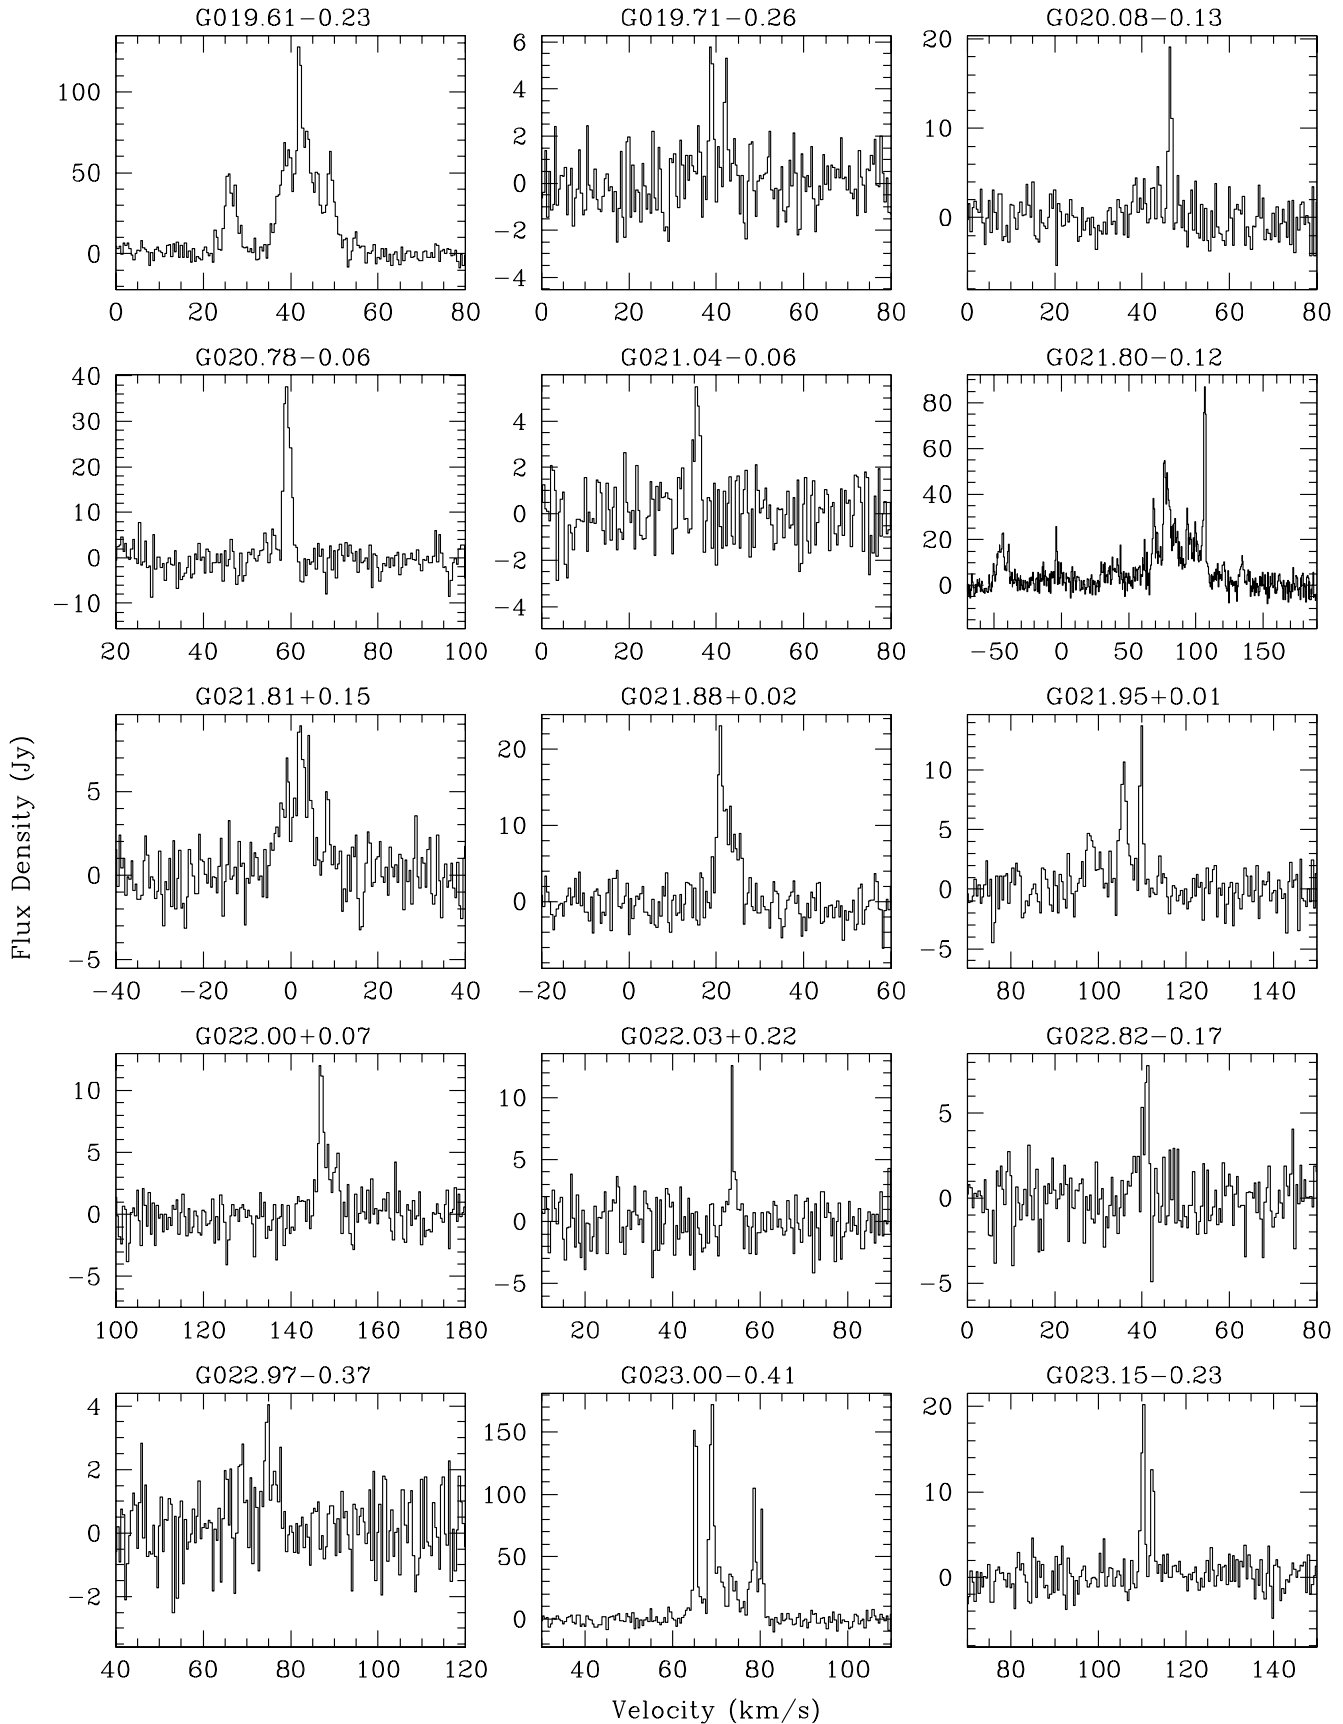 G019.61−0.23 G019.71−0.26 G020.08−0.13
100 50 0
6 4 2 0 −2 −4
20 10 0
0 20 40 60 80 0 20 40 60 80 0 20 40 60 80
G020.78−0.06 G021.04−0.06 G021.80−0.12
40 30 20 10 0 −10
4 2 0 −2 −4
80 60 40 20 0
20 40 60 80 100 0 20 40 60 80 −50 0 50 100 150
G021.81+0.15 G021.88+0.02 G021.95+0.01
5 0 −5
20 10 0
10 5 0 −5
−40 −20 0 20 40 −20 0 20 40 60 80 100 120 140
G022.00+0.07 G022.03+0.22 G022.82−0.17
10 5 0 −5
10 5 0 −5
5 0 −5
100 120 140 160 180 20 40 60 80 0 20 40 60 80
G022.97−0.37 G023.00−0.41 G023.15−0.23
4 2 0 −2
150 100 50 0
20 10 0
40 60 80 100 120 40 60 80 100 80 100 120 140
Flux Density (Jy)
Velocity (km/s)